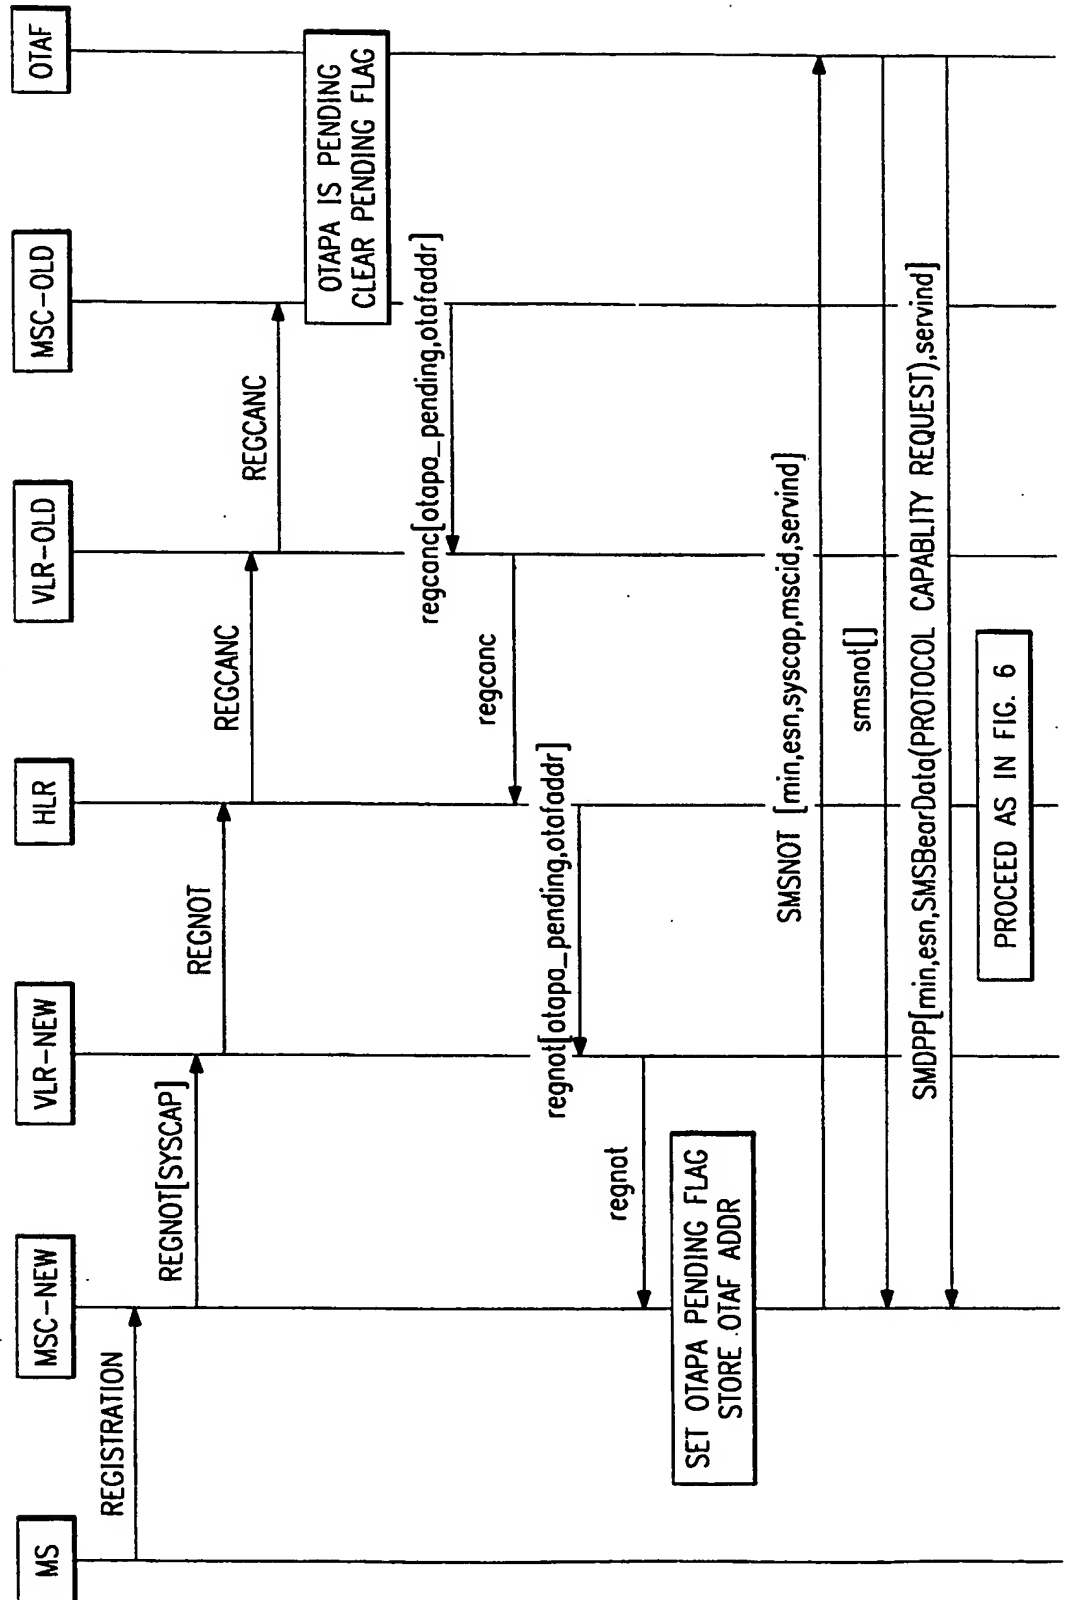 MS
MSC-NEW
VLR-NEW
HLR
VLR-OLD
MSC-OLD
OTAF
REGISTRATION
REGNOT[SYSCAP]
REGNOT
REGCANC
REGCANC
OTAPA IS PENDING
CLEAR PENDING FLAG
regcanc[otapa_pending,otafaddr]
regcanc
regnot[otapa_pending,otafaddr]
regnot
SET OTAPA PENDING FLAG
STORE OTAF ADDR
SMSNOT [min,esn,syscap,mscid,servind]
smsnot[]
SMDPP[min,esn,SMSBearData(PROTOCOL CAPABLITY REQUEST),servind]
PROCEED AS IN FIG. 6